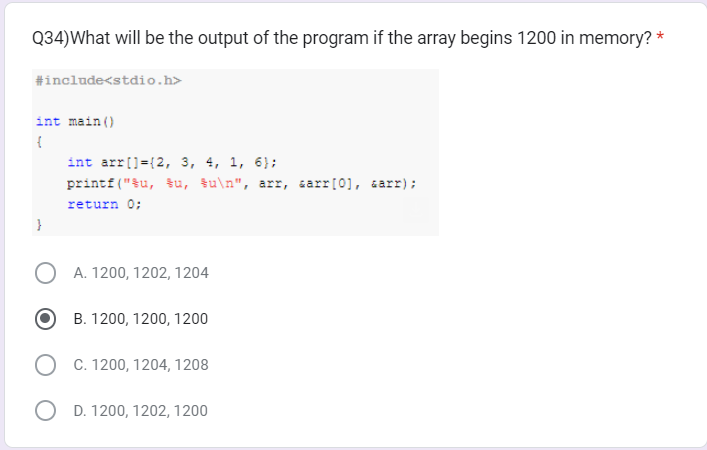 Q34)What will be the output of the program if the array begins 1200 in memory? *
#include<stdio.h>
int main()
{
int arr[]={2, 3, 4, 1, 6};
printf("%u, %u, %u\n", arr, &arr[0], &arr);
return 0;
}
A. 1200, 1202, 1204
B. 1200, 1200, 1200
C. 1200, 1204, 1208
D. 1200, 1202, 1200